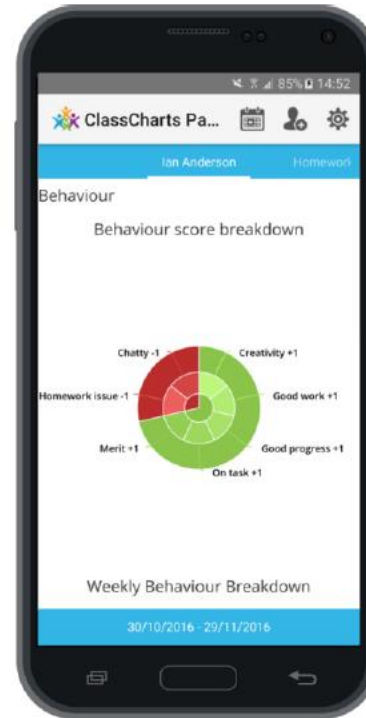 85% 14:52
ClassCharts Pa...
Ian Anderson Homework
Behaviour
Behaviour score breakdown
Chatty -1 Creativity +1
Homework issue -1 Good work +1
Merit +1 Good progress +1
On task +1
Weekly Behaviour Breakdown
30/10/2016 - 29/11/2016